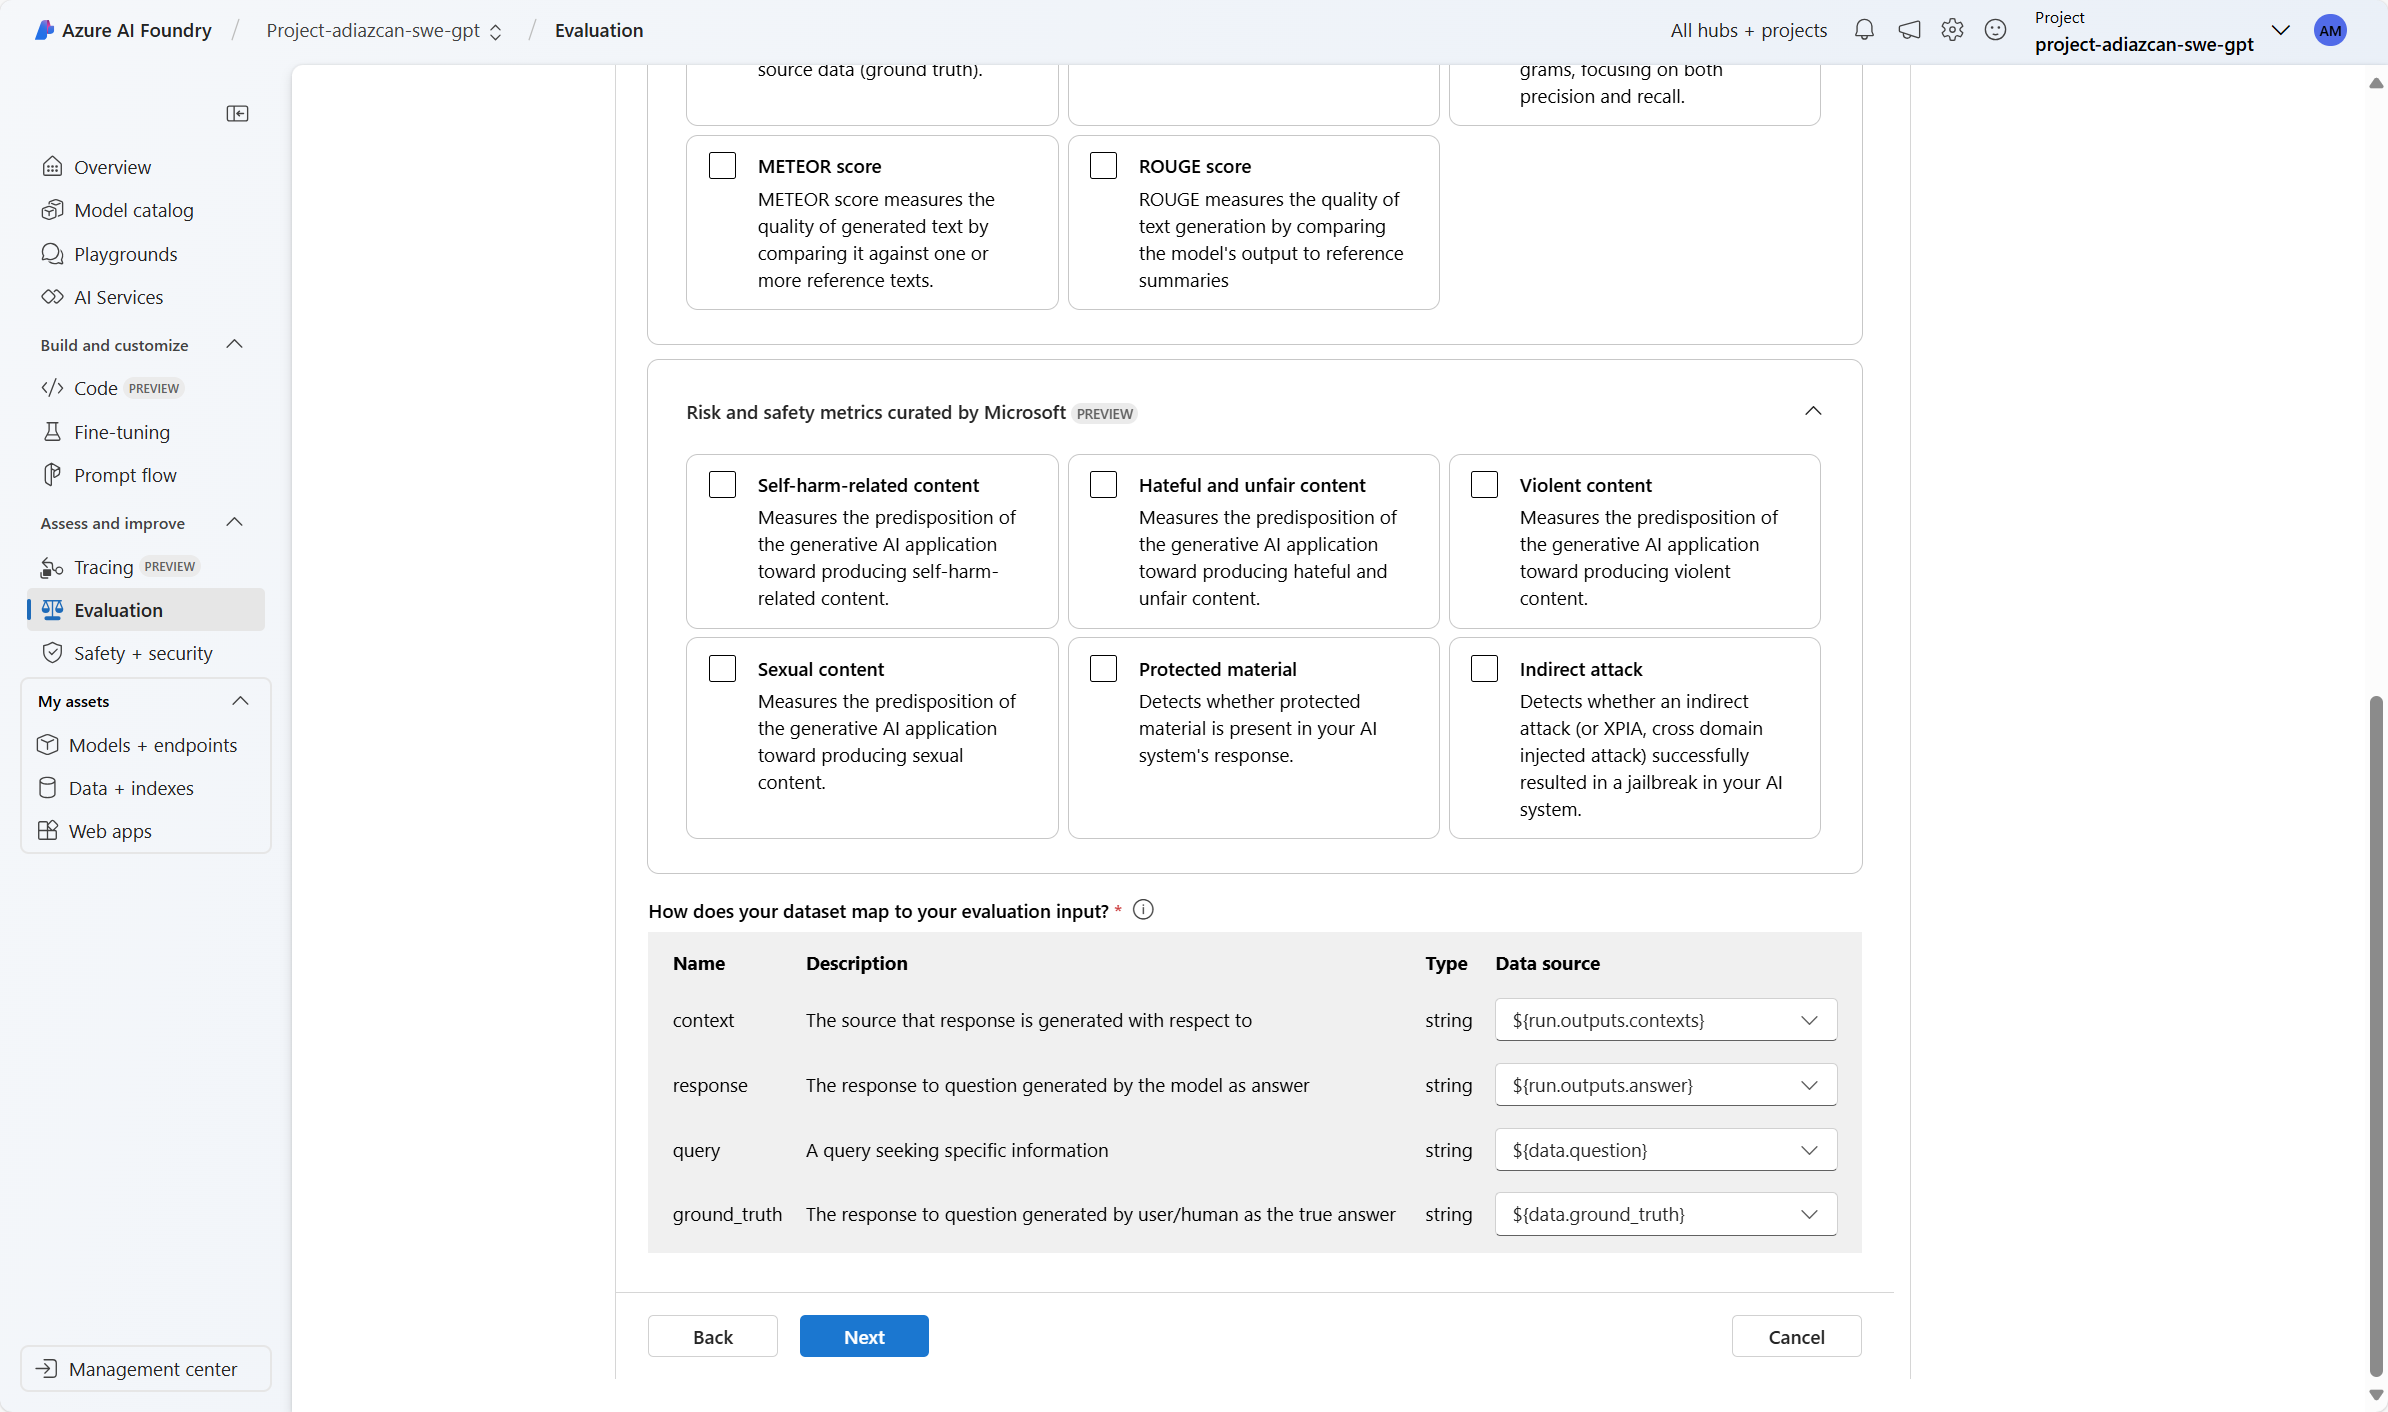 Azure AI Foundry / Project-adiazcan-swe-gpt / Evaluation
All hubs + projects
Project
project-adiazcan-swe-gpt
AM
Overview
Model catalog
Playgrounds
AI Services
Build and customize
Code PREVIEW
Fine-tuning
Prompt flow
Assess and improve
Tracing PREVIEW
Evaluation
Safety + security
My assets
Models + endpoints
Data + indexes
Web apps
Management center
source data (ground truth).
grams, focusing on both
precision and recall.
METEOR score
METEOR score measures the
quality of generated text by
comparing it against one or
more reference texts.
ROUGE score
ROUGE measures the quality of
text generation by comparing
the model's output to reference
summaries
Risk and safety metrics curated by Microsoft PREVIEW
Self-harm-related content
Measures the predisposition of
the generative AI application
toward producing self-harm-
related content.
Hateful and unfair content
Measures the predisposition of
the generative AI application
toward producing hateful and
unfair content.
Violent content
Measures the predisposition of
the generative AI application
toward producing violent
content.
Sexual content
Measures the predisposition of
the generative AI application
toward producing sexual
content.
Protected material
Detects whether protected
material is present in your AI
system's response.
Indirect attack
Detects whether an indirect
attack (or XPIA, cross domain
injected attack) successfully
resulted in a jailbreak in your AI
system.
How does your dataset map to your evaluation input? *
Name Description Type Data source
context The source that response is generated with respect to string ${run.outputs.contexts}
response The response to question generated by the model as answer string ${run.outputs.answer}
query A query seeking specific information string ${data.question}
ground_truth The response to question generated by user/human as the true answer string ${data.ground_truth}
Back Next Cancel